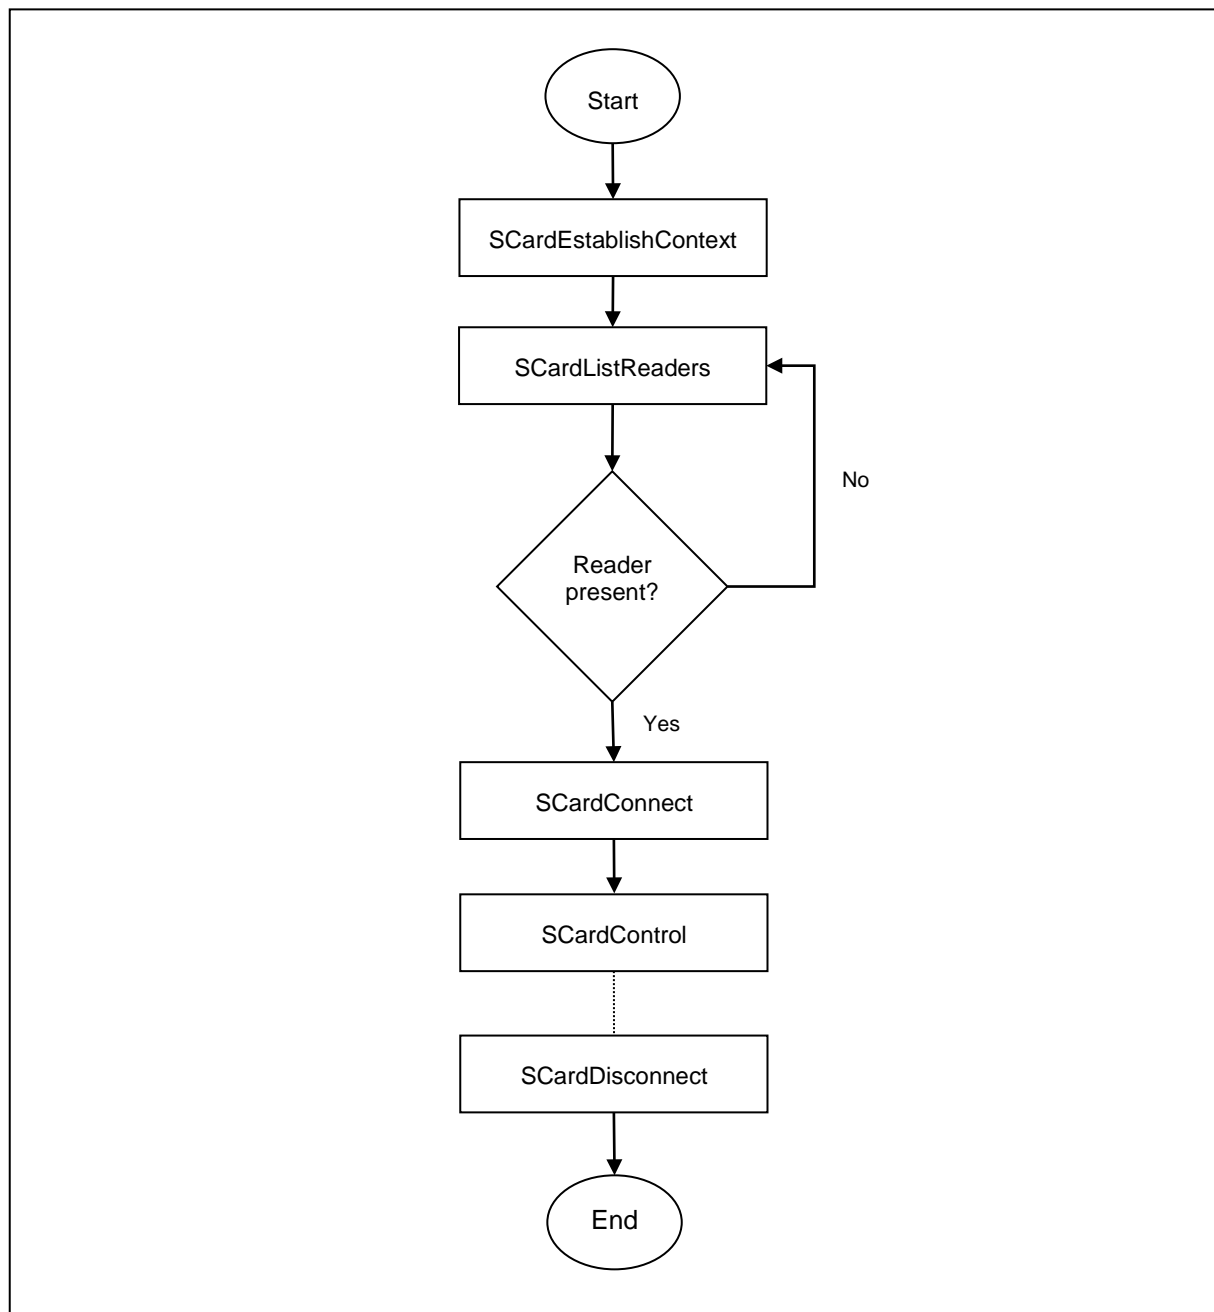 Start
SCardEstablishContext
SCardListReaders
No
Reader
present?
Yes
SCardConnect
SCardControl
SCardDisconnect
End